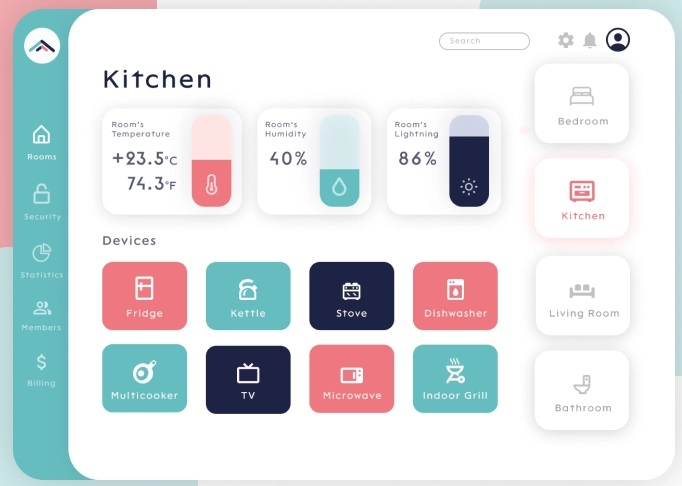 Search
Kitchen
Rooms
Security
Statistics
Members
Billing
Room's
Temperature
+23.5°C
74.3°F
Room's
Humidity
40%
Room's
Lightning
86%
Devices
Fridge
Kettle
Stove
Dishwasher
Multicooker
TV
Microwave
Indoor Grill
Bedroom
Kitchen
Living Room
Bathroom